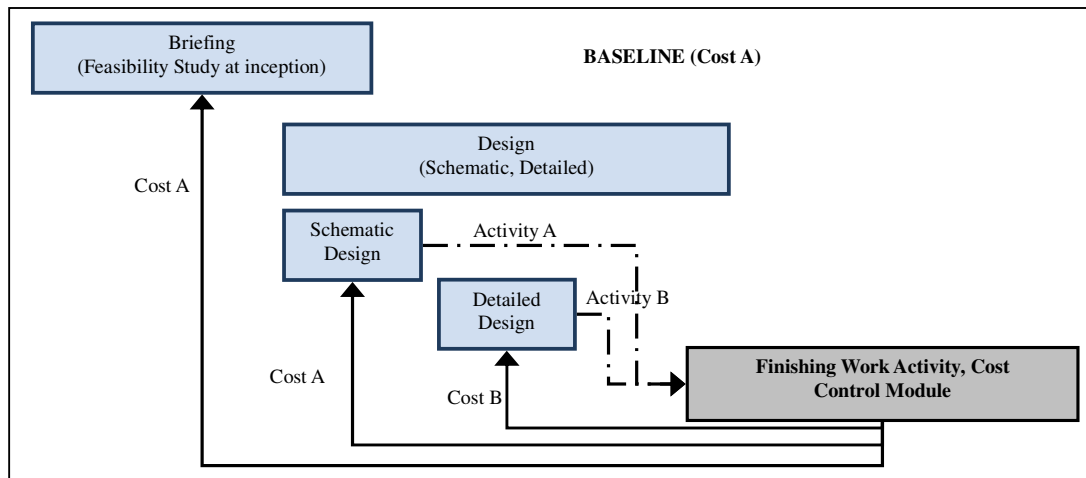 Briefing
(Feasibility Study at inception)
BASELINE (Cost A)
Design
(Schematic, Detailed)
Cost A
Schematic
Design
Activity A
Detailed
Design
Activity B
Cost A
Cost B
Finishing Work Activity, Cost
Control Module